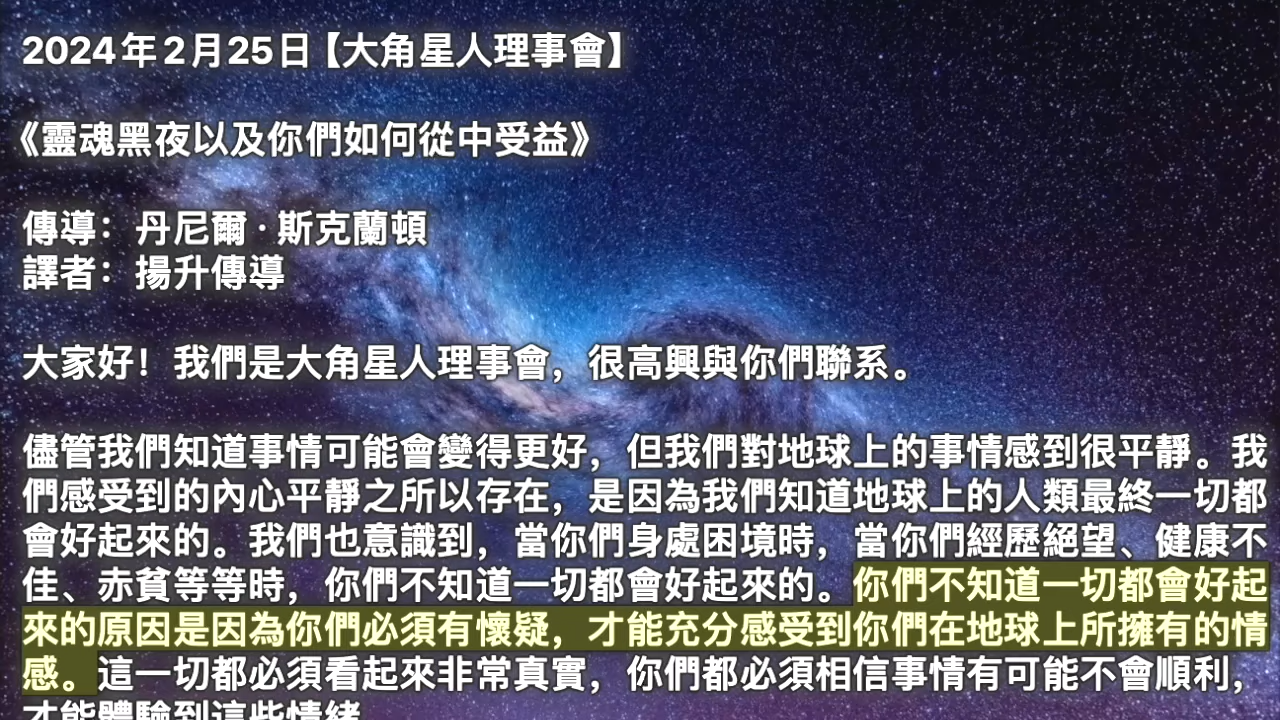 2024年2月25日【大角星人理事會】
《靈魂黑夜以及你們如何從中受益》
傳導：丹尼爾·斯克蘭頓
譯者：揚升傳導
大家好！我們是大角星人理事會，很高興與你們聯系。
儘管我們知道事情可能會變得更好，但我們對地球上的事情感到很平靜。我
們感受到的內心平靜之所以存在，是因為我們知道地球上的人類最終一切都
會好起來的。我們也意識到，當你們身處困境時，當你們經歷絕望、健康不
佳、赤貧等等時，你們不知道一切都會好起來的。你們不知道一切都會好起
來的原因是因為你們必須有懷疑，才能充分感受到你們在地球上所擁有的情
感。這一切都必須看起來非常真實，你們都必須相信事情有可能不會順利，
才能體驗到這些情緒